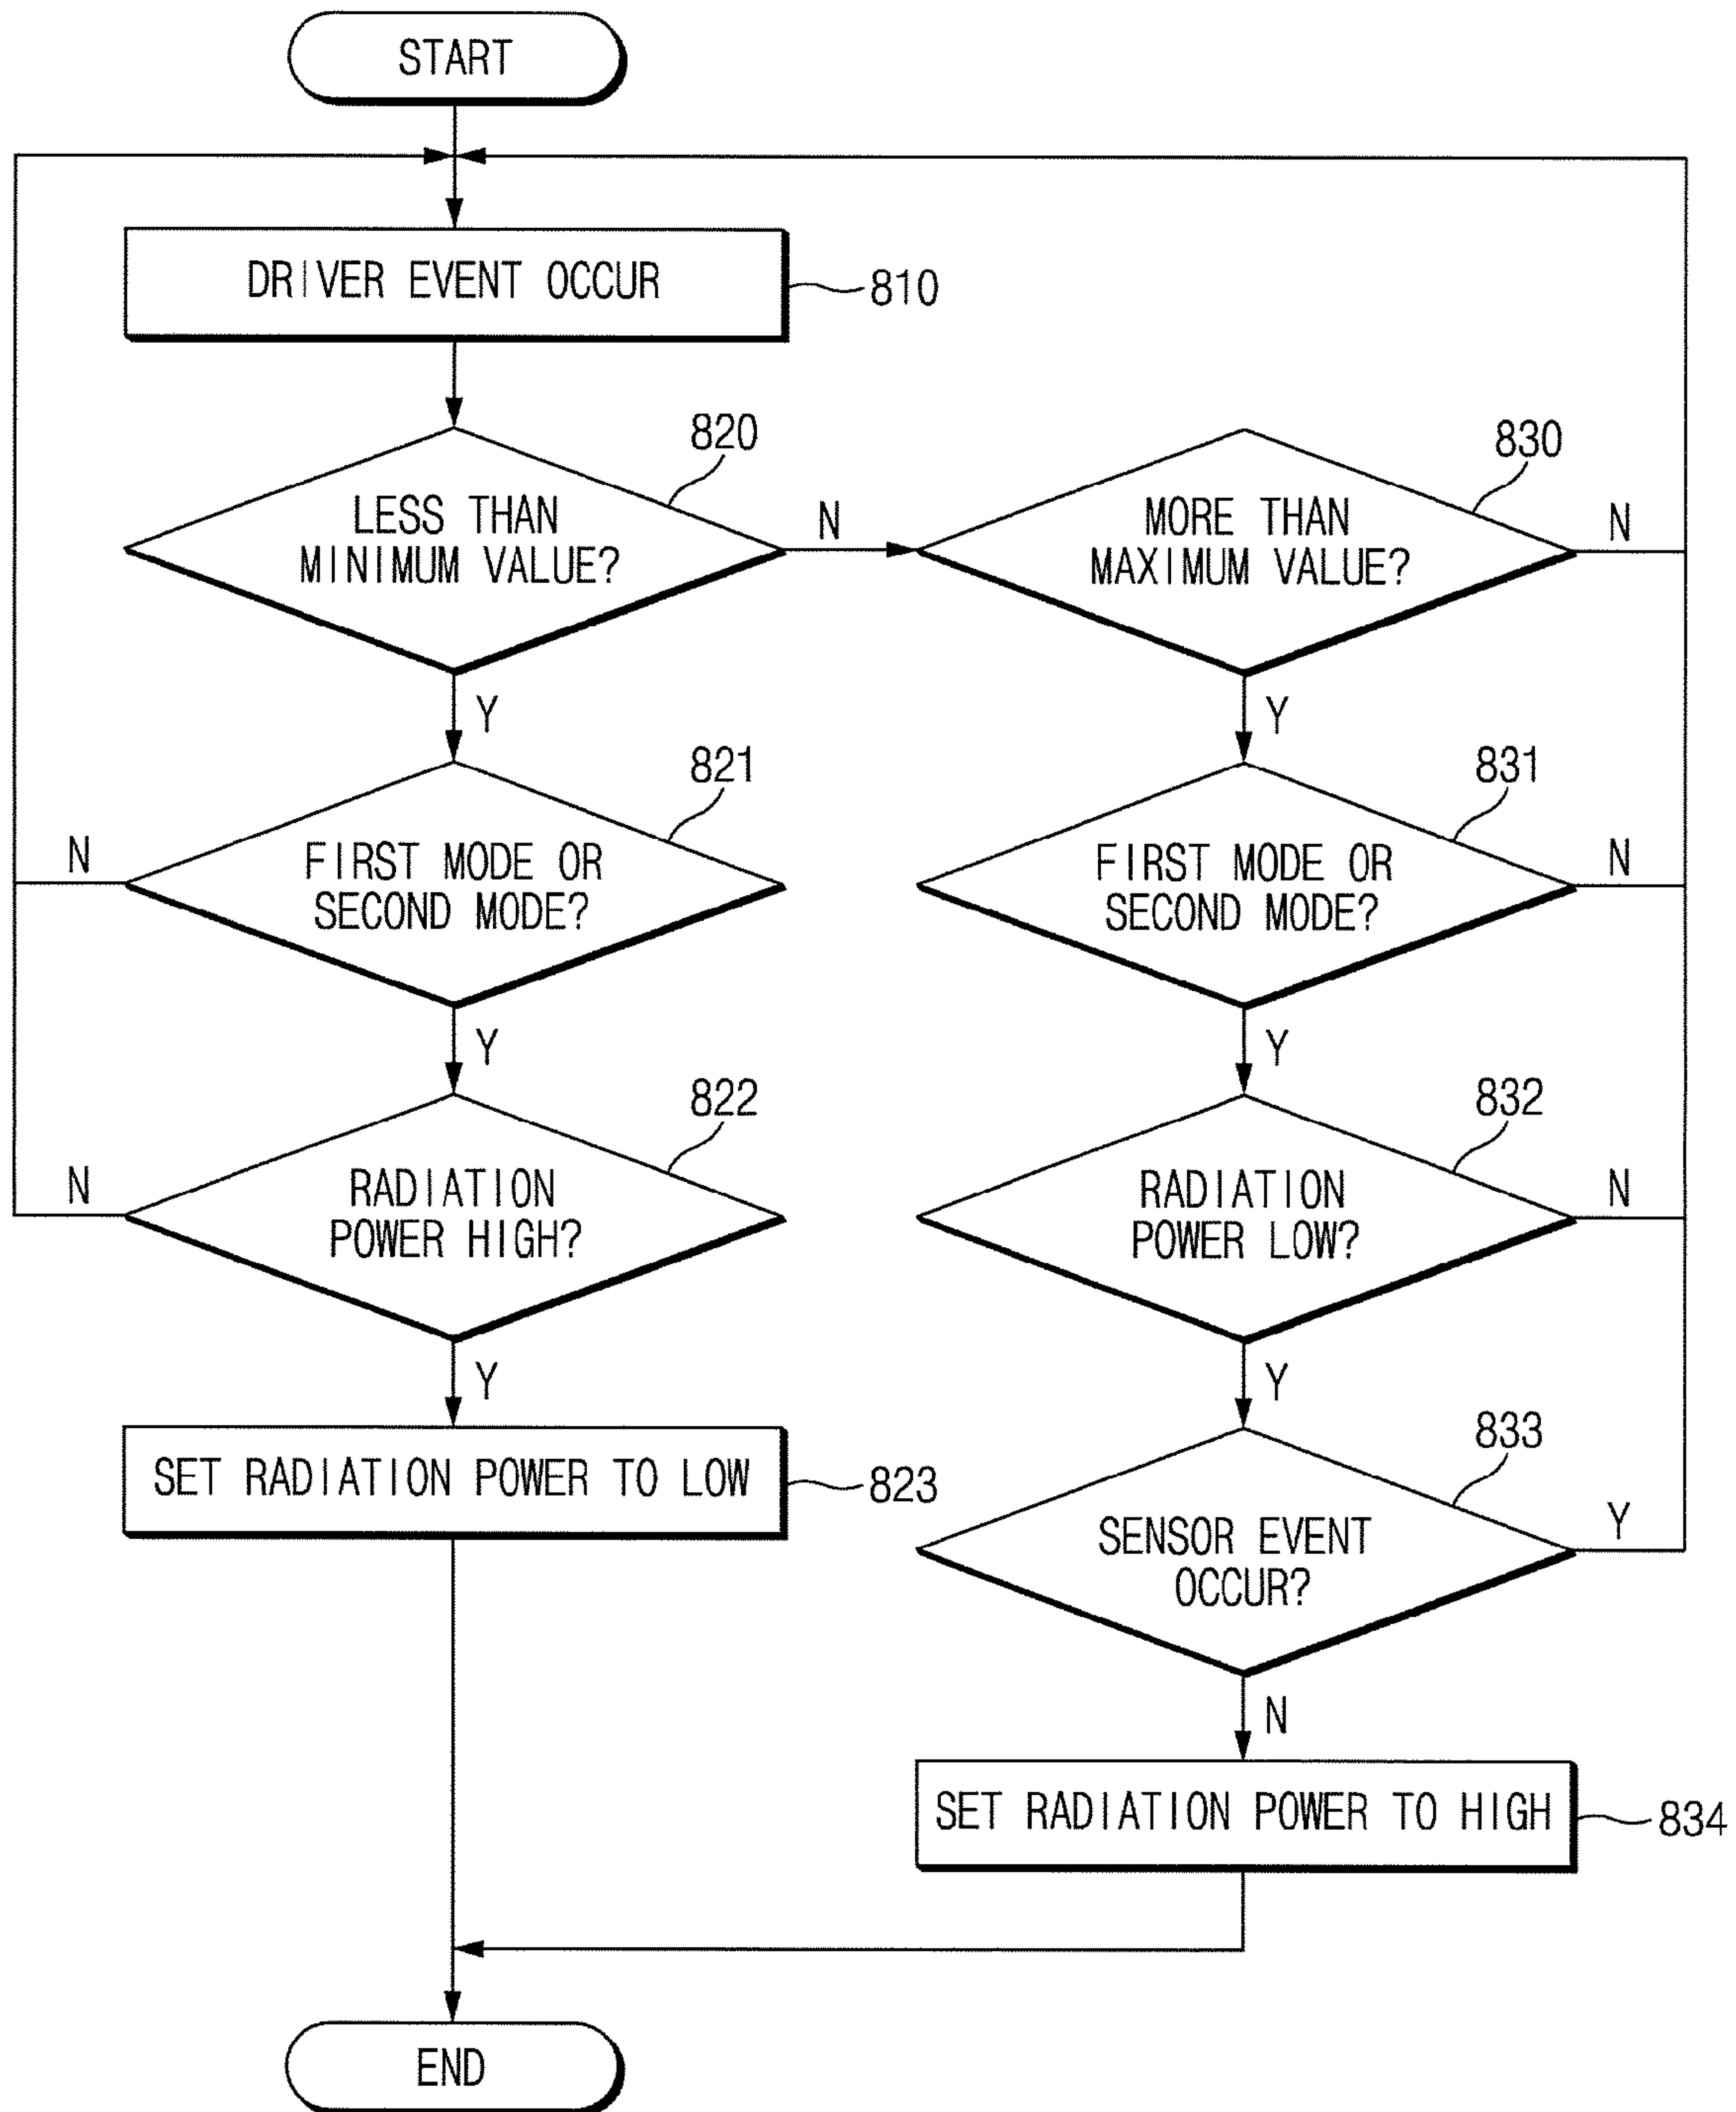 START
DRIVER EVENT OCCUR
810
820
LESS THAN
MINIMUM VALUE?
N
830
MORE THAN
MAXIMUM VALUE?
N
Y
Y
821
FIRST MODE OR
SECOND MODE?
N
831
FIRST MODE OR
SECOND MODE?
N
Y
Y
822
RADIATION
POWER HIGH?
N
832
RADIATION
POWER LOW?
N
Y
Y
SET RADIATION POWER TO LOW
823
833
SENSOR EVENT
OCCUR?
Y
N
SET RADIATION POWER TO HIGH
834
END